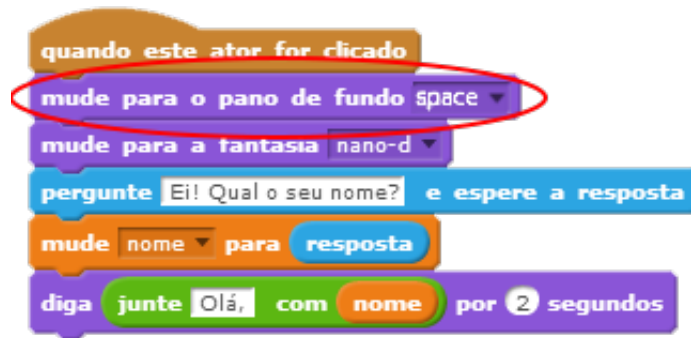 quando este ator for clicado
mude para o pano de fundo space
mude para a fantasia nano-d
pergunte Ei! Qual o seu nome? e espere a resposta
mude nome para resposta
diga junte Olá, com nome por 2 segundos